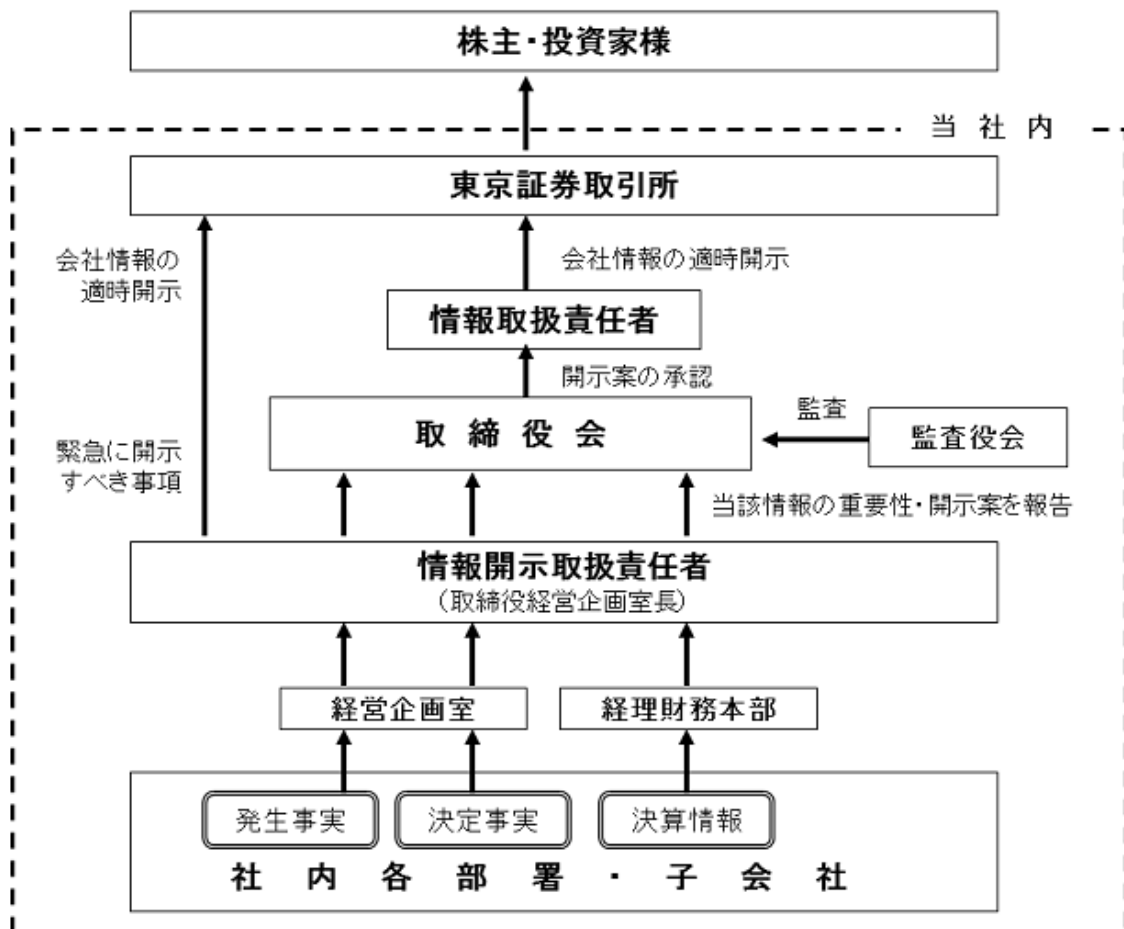 株主・投資家様
当社内
東京証券取引所
会社情報の
適時開示
会社情報の適時開示
情報取扱責任者
開示案の承認
取締役会
監査
監査役会
緊急に開示
すべき事項
当該情報の重要性・開示案を報告
情報開示取扱責任者
（取締役経営企画室長）
経営企画室
経理財務本部
発生事実
決定事実
決算情報
社内各部署・子会社